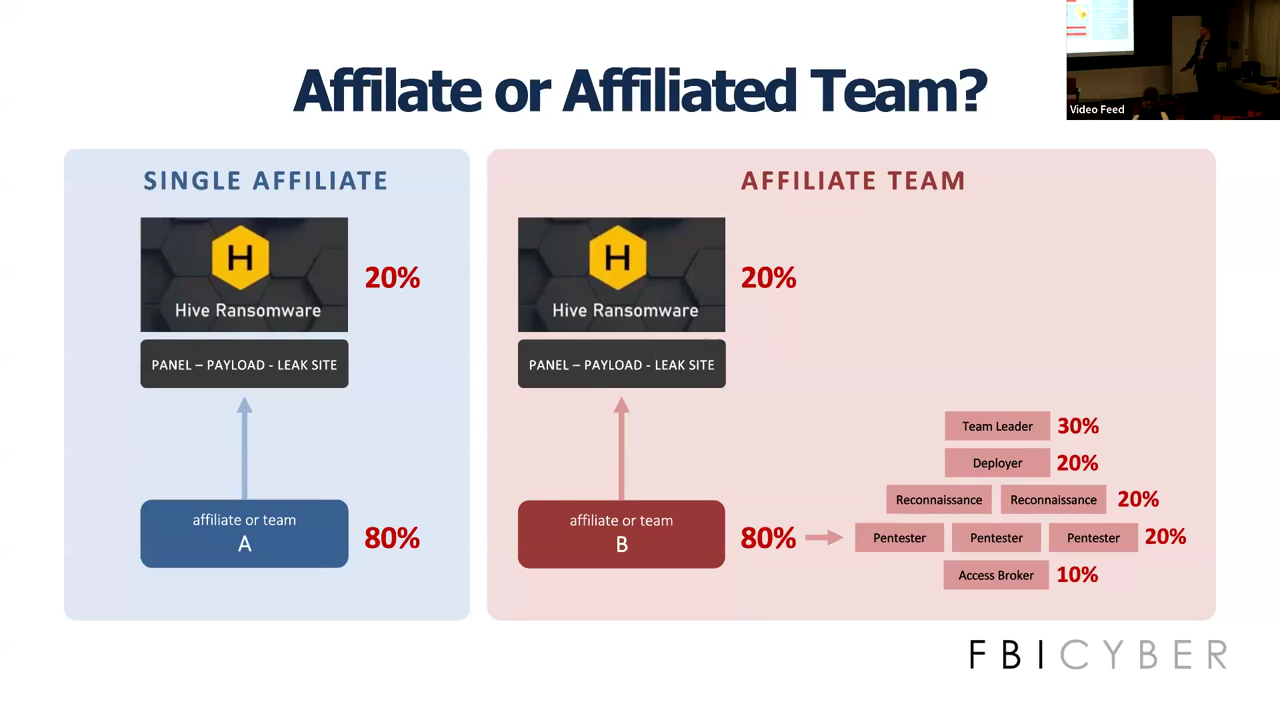 Affilate or Affiliated Team?
Video Feed
SINGLE AFFILIATE
H
Hive Ransomware
20%
PANEL – PAYLOAD - LEAK SITE
affiliate or team
A
80%
AFFILIATE TEAM
H
Hive Ransomware
20%
PANEL – PAYLOAD - LEAK SITE
affiliate or team
B
80%
Team Leader 30%
Deployer 20%
Reconnaissance Reconnaissance 20%
Pentester Pentester Pentester 20%
Access Broker 10%
FBICYBER